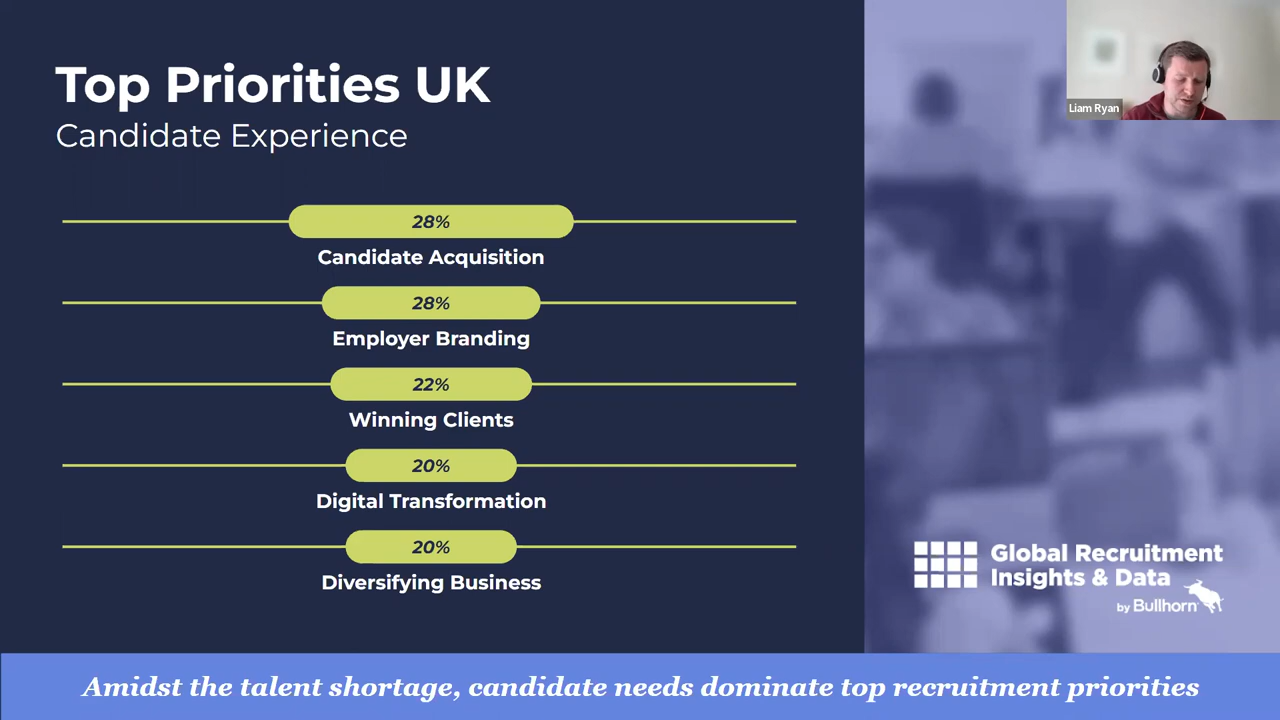 Top Priorities UK
Candidate Experience
28%
Candidate Acquisition
28%
Employer Branding
22%
Winning Clients
20%
Digital Transformation
20%
Diversifying Business
Liam Ryan
Global Recruitment
Insights & Data
by Bullhorn
Amidst the talent shortage, candidate needs dominate top recruitment priorities